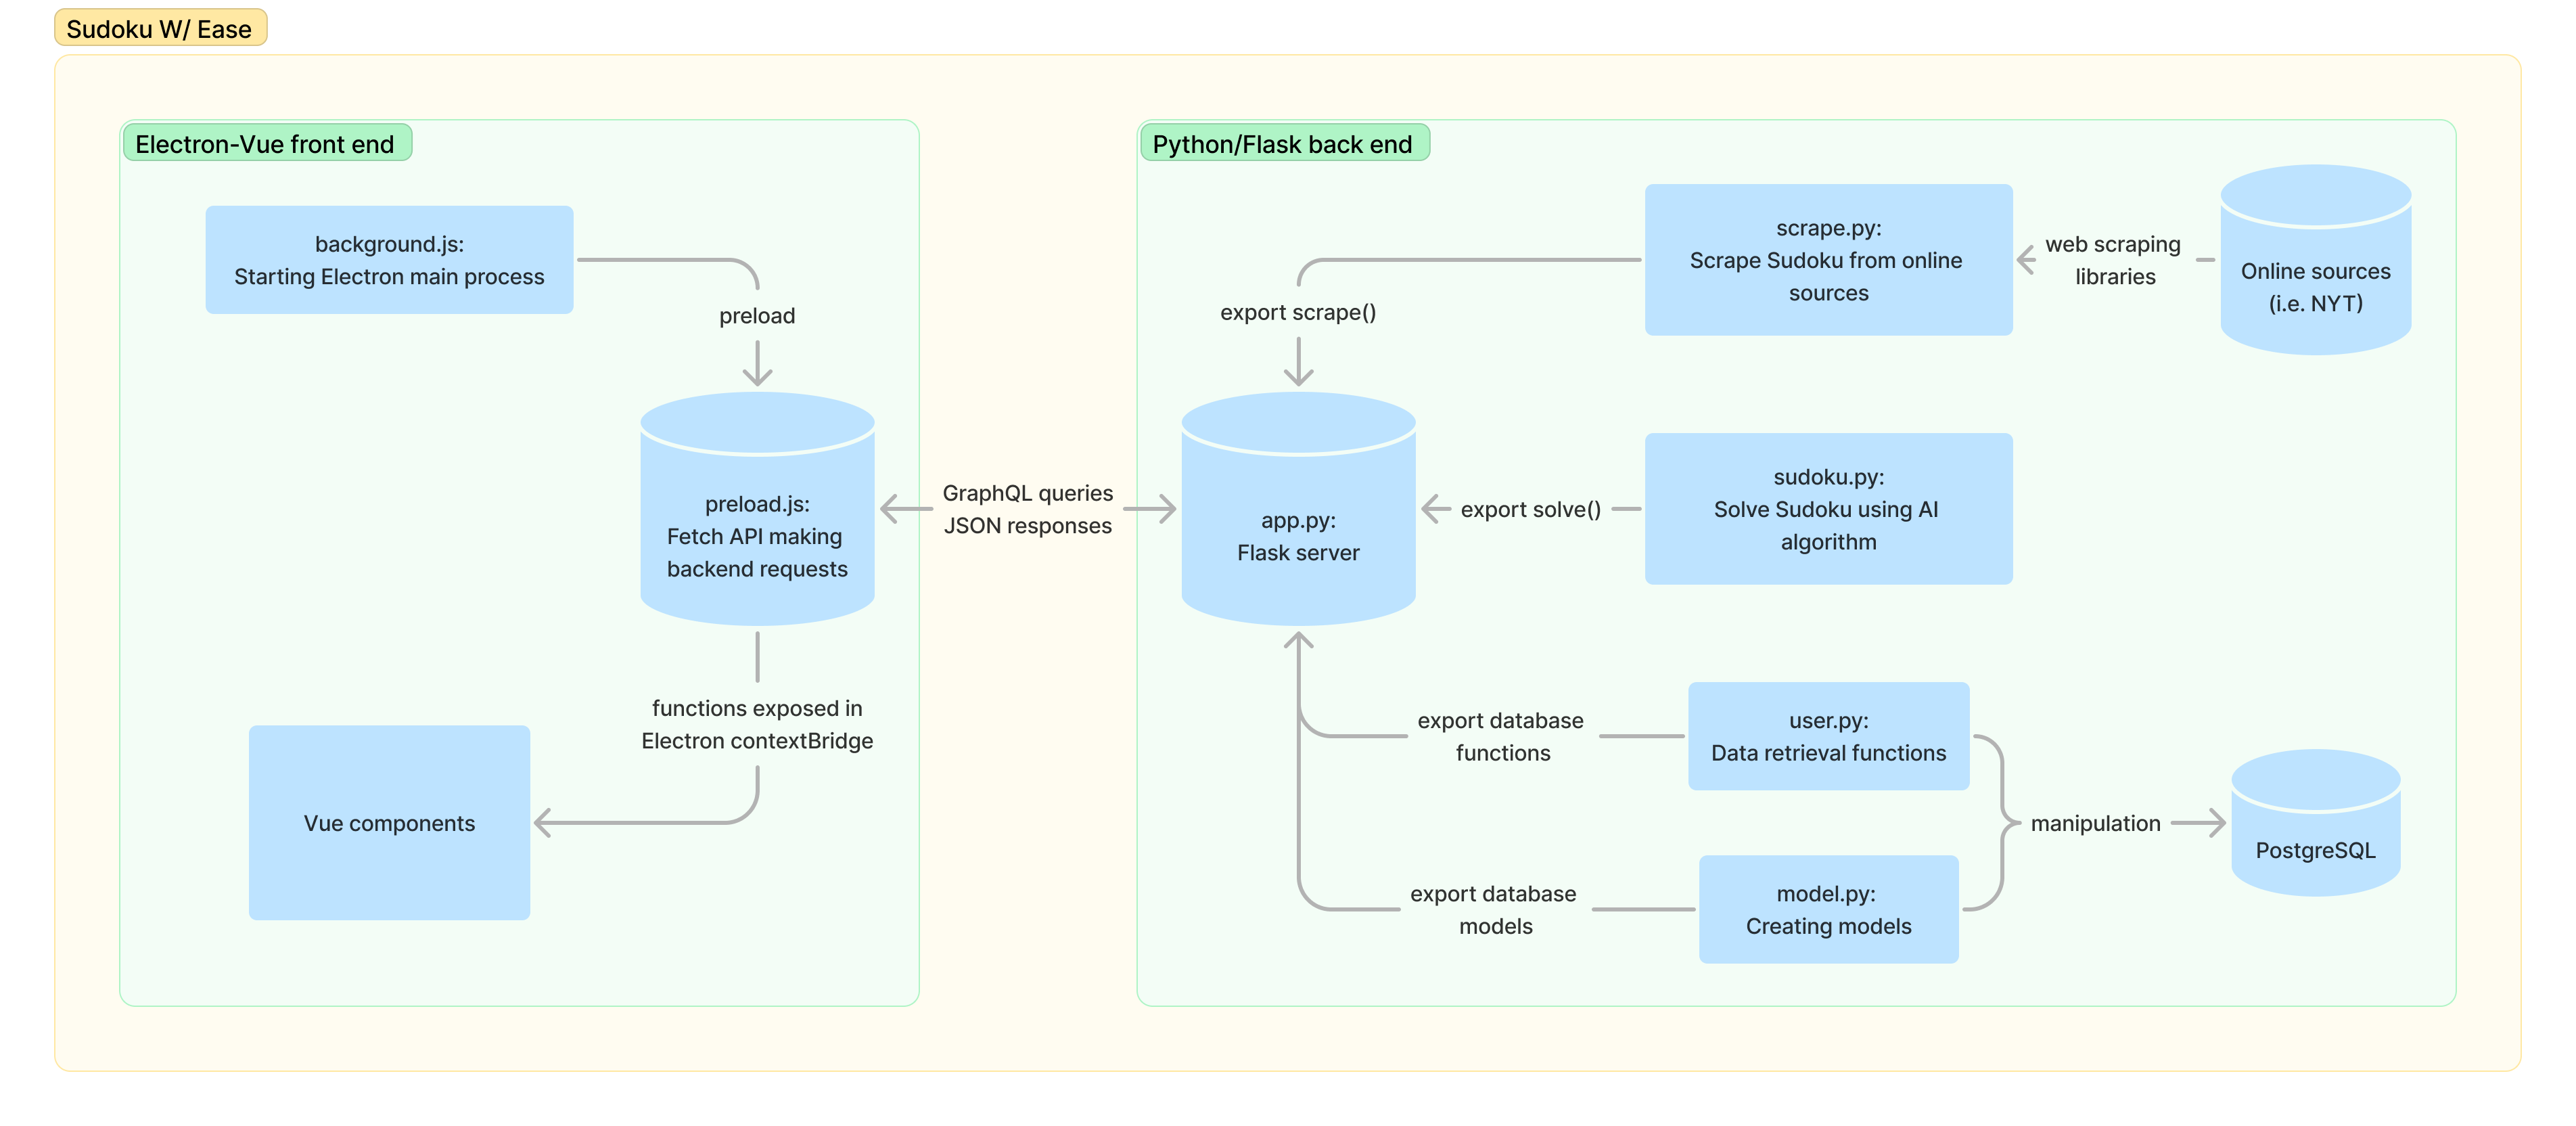 Sudoku W/ Ease
Electron-Vue front end
background.js:
Starting Electron main process
preload
preload.js:
Fetch API making
backend requests
functions exposed in
Electron contextBridge
Vue components
GraphQL queries
JSON responses
Python/Flask back end
scrape.py:
Scrape Sudoku from online
sources
web scraping
libraries
Online sources
(i.e. NYT)
export scrape()
app.py:
Flask server
export solve()
sudoku.py:
Solve Sudoku using AI
algorithm
export database
functions
user.py:
Data retrieval functions
manipulation
PostgreSQL
export database
models
model.py:
Creating models